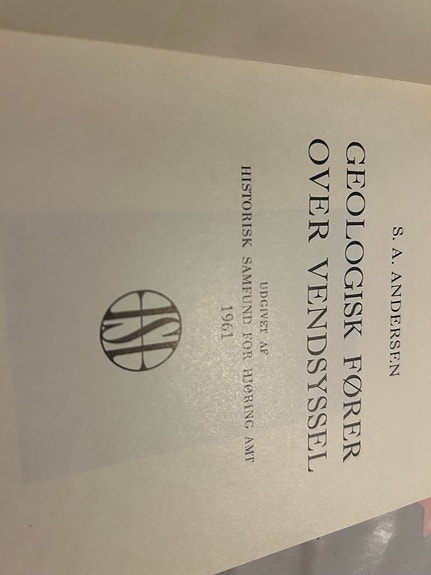 S. A. ANDERSEN
GEOLOGISK FØRER
OVER VENDSYSSEL
UDGIVET AF
HISTORISK SAMFUND FOR HJØRING AMT
1961